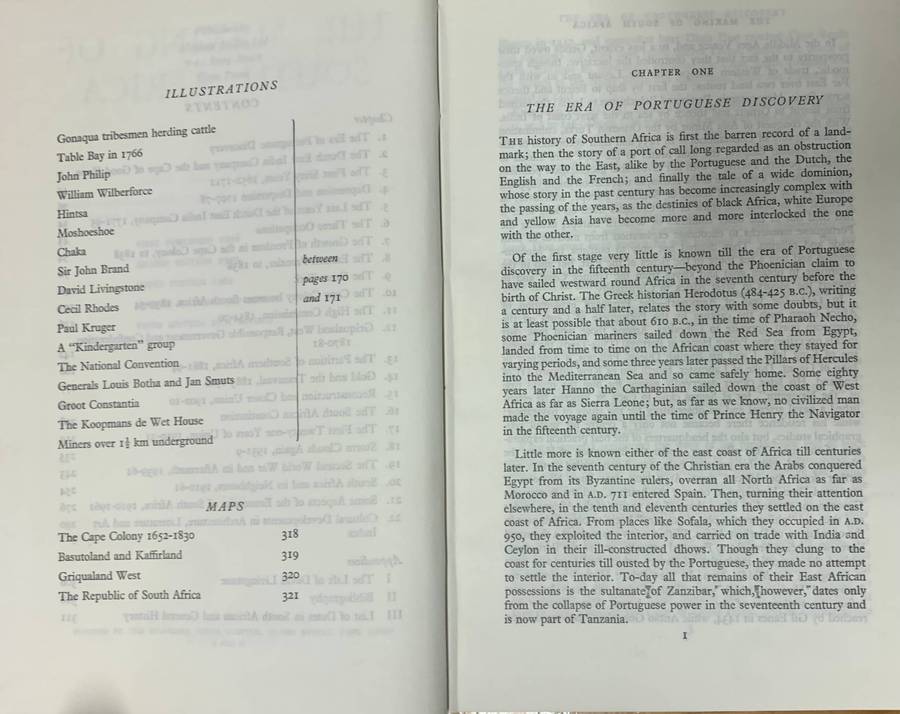 ILLUSTRATIONS
Gonaqua tribesmen herding cattle
Table Bay in 1766
John Philip
William Wilberforce
Hintsa
Moshoeshoe
Chaka
Sir John Brand
David Livingstone
Cecil Rhodes
Paul Kruger
A "Kindergarten" group
The National Convention
Generals Louis Botha and Jan Smuts
Groot Constantia
The Koopmans de Wet House
Miners over 1½ km underground
between
pages 170
and 171
MAPS
The Cape Colony 1652-1830 318
Basutoland and Kaffirland 319
Griqualand West 320
The Republic of South Africa 321
CHAPTER ONE
THE ERA OF PORTUGUESE DISCOVERY
THE history of Southern Africa is first the barren record of a land-
mark; then the story of a port of call long regarded as an obstruction
on the way to the East, alike by the Portuguese and the Dutch, the
English and the French; and finally the tale of a wide dominion,
whose story in the past century has become increasingly complex with
the passing of the years, as the destinies of black Africa, white Europe
and yellow Asia have become more and more interlocked the one
with the other.
Of the first stage very little is known till the era of Portuguese
discovery in the fifteenth century—beyond the Phoenician claim to
have sailed westward round Africa in the seventh century before the
birth of Christ. The Greek historian Herodotus (484-425 B.C.), writing
a century and a half later, relates the story with some doubts, but it
is at least possible that about 610 B.C., in the time of Pharaoh Necho,
some Phoenician mariners sailed down the Red Sea from Egypt,
landed from time to time on the African coast where they stayed for
varying periods, and some three years later passed the Pillars of Hercules
into the Mediterranean Sea and so came safely home. Some eighty
years later Hanno the Carthaginian sailed down the coast of West
Africa as far as Sierra Leone; but, as far as we know, no civilized man
made the voyage again until the time of Prince Henry the Navigator
in the fifteenth century.
Little more is known either of the east coast of Africa till centuries
later. In the seventh century of the Christian era the Arabs conquered
Egypt from its Byzantine rulers, overran all North Africa as far as
Morocco and in A.D. 711 entered Spain. Then, turning their attention
elsewhere, in the tenth and eleventh centuries they settled on the east
coast of Africa. From places like Sofala, which they occupied in A.D.
950, they exploited the interior, and carried on trade with India and
Ceylon in their ill-constructed dhows. Though they clung to the
coast for centuries till ousted by the Portuguese, they made no attempt
to settle the interior. To-day all that remains of their East African
possessions is the sultanate of Zanzibar, which, however, dates only
from the collapse of Portuguese power in the seventeenth century and
is now part of Tanzania.
1